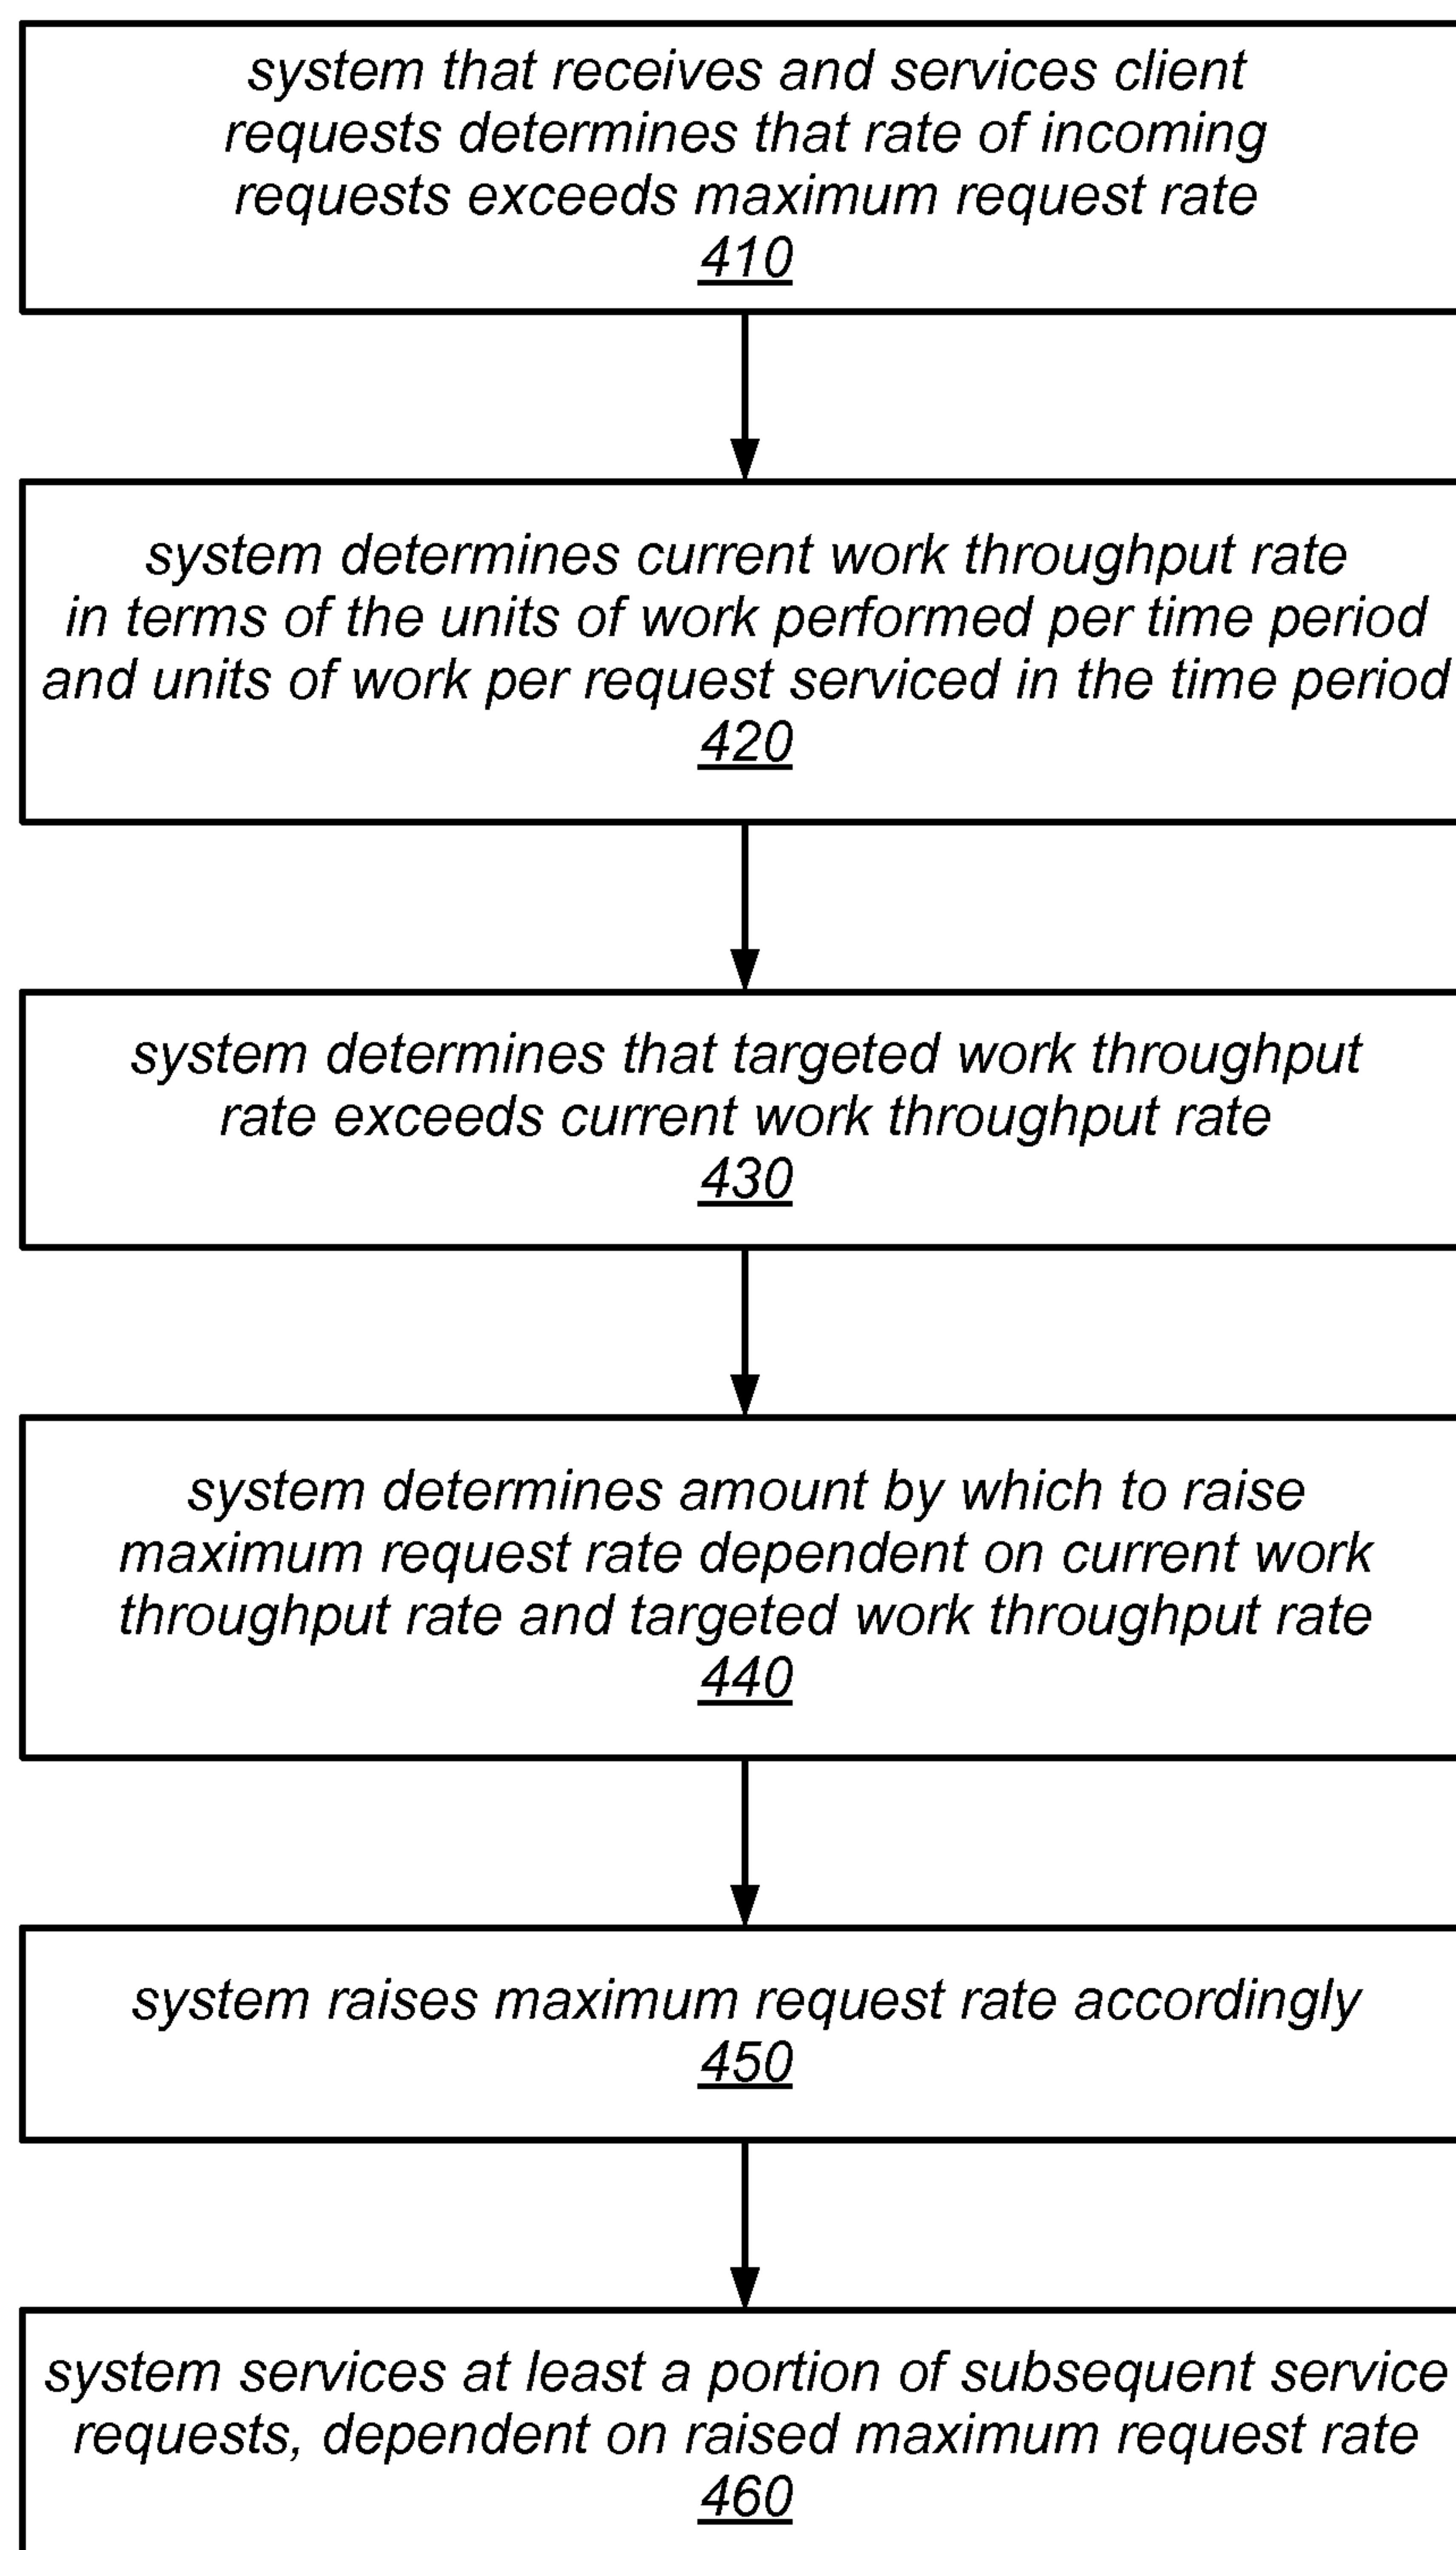 system that receives and services client
requests determines that rate of incoming
requests exceeds maximum request rate
410
system determines current work throughput rate
in terms of the units of work performed per time period
and units of work per request serviced in the time period
420
system determines that targeted work throughput
rate exceeds current work throughput rate
430
system determines amount by which to raise
maximum request rate dependent on current work
throughput rate and targeted work throughput rate
440
system raises maximum request rate accordingly
450
system services at least a portion of subsequent service
requests, dependent on raised maximum request rate
460